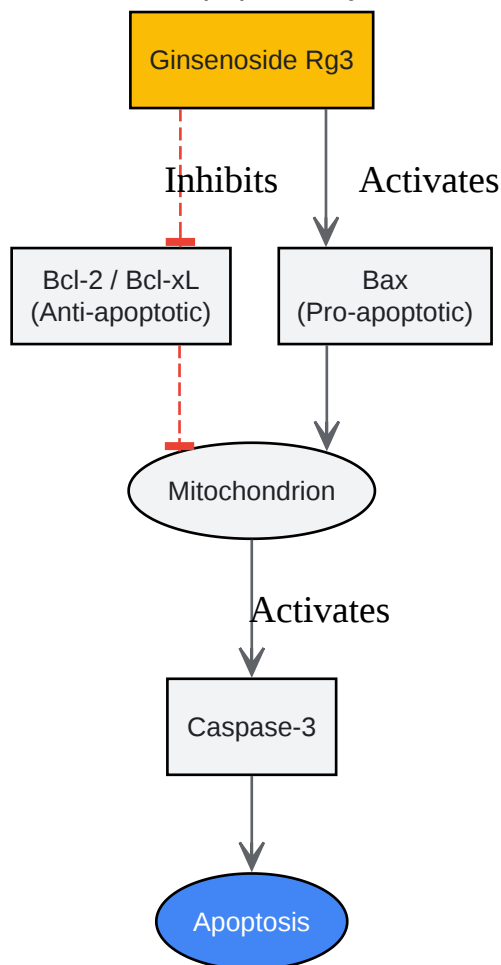 Ginsenoside Rg3
Inhibits
Activates
Bcl-2 / Bcl-xL
(Anti-apoptotic)
Bax
(Pro-apoptotic)
Mitochondrion
Activates
Caspase-3
Apoptosis